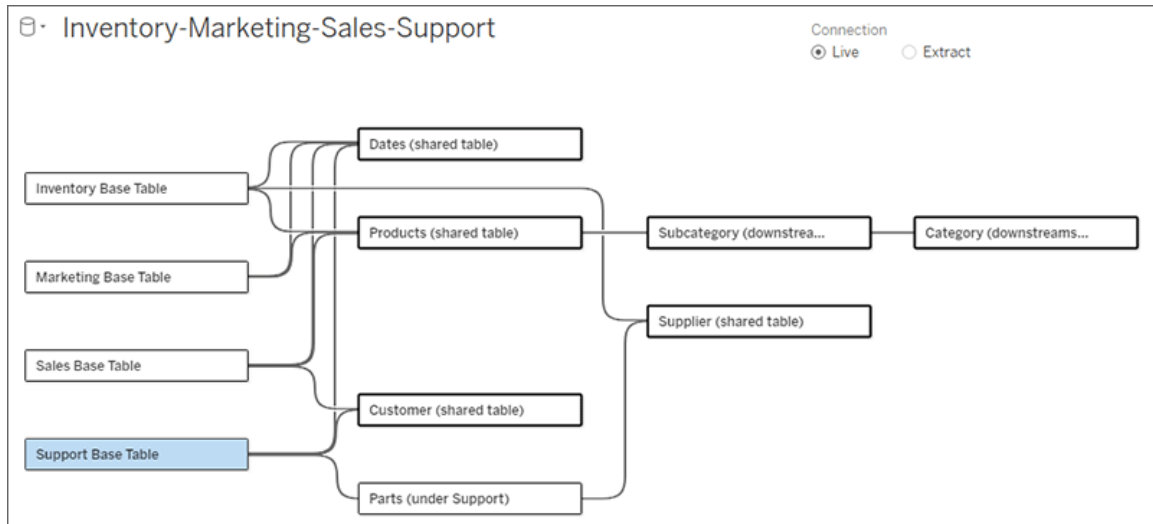 Inventory-Marketing-Sales-Support
Connection
Live
Extract
Dates (shared table)
Inventory Base Table
Products (shared table)
Subcategory (downstrea...
Category (downstreams...
Marketing Base Table
Supplier (shared table)
Sales Base Table
Customer (shared table)
Support Base Table
Parts (under Support)